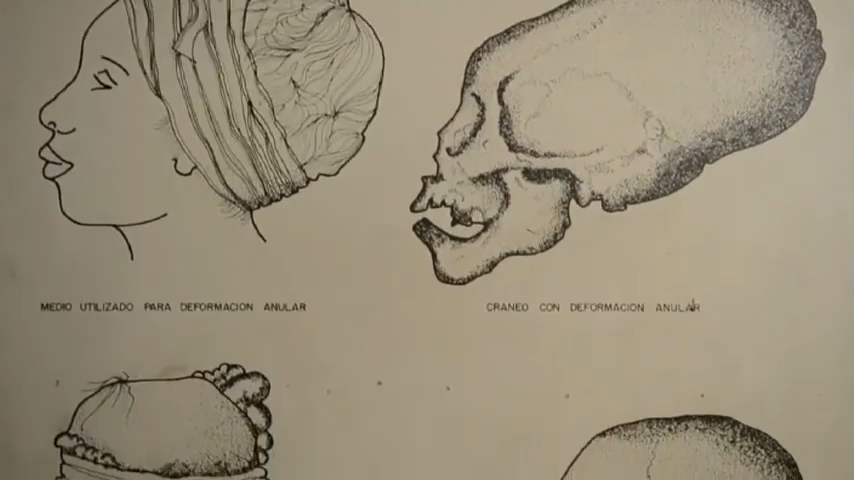 MEDIO UTILIZADO PARA DEFORMACION ANULAR
CRANEO CON DEFORMACION ANULAR